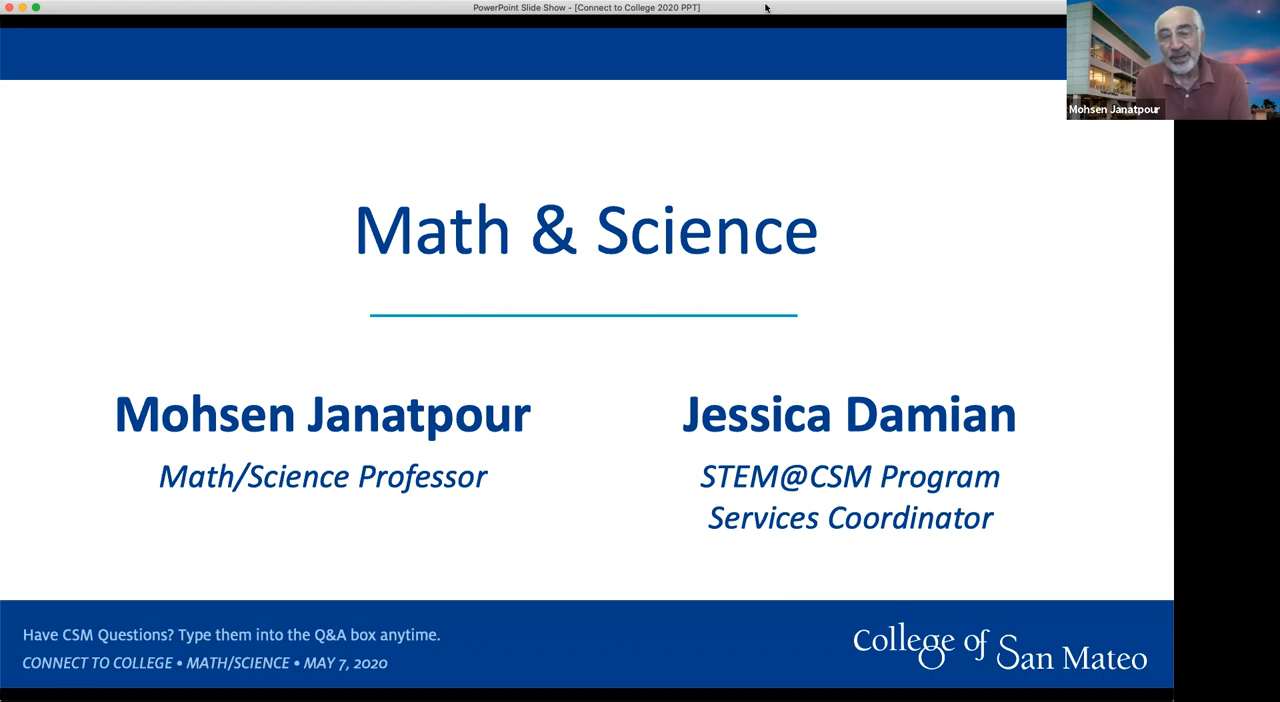 PowerPoint Slide Show - [Connect to College 2020 PPT]
Mohsen Janatpour
Math & Science
Mohsen Janatpour
Math/Science Professor
Jessica Damian
STEM@CSM Program
Services Coordinator
Have CSM Questions? Type them into the Q&A box anytime.
CONNECT TO COLLEGE • MATH/SCIENCE • MAY 7, 2020
College of
San Mateo